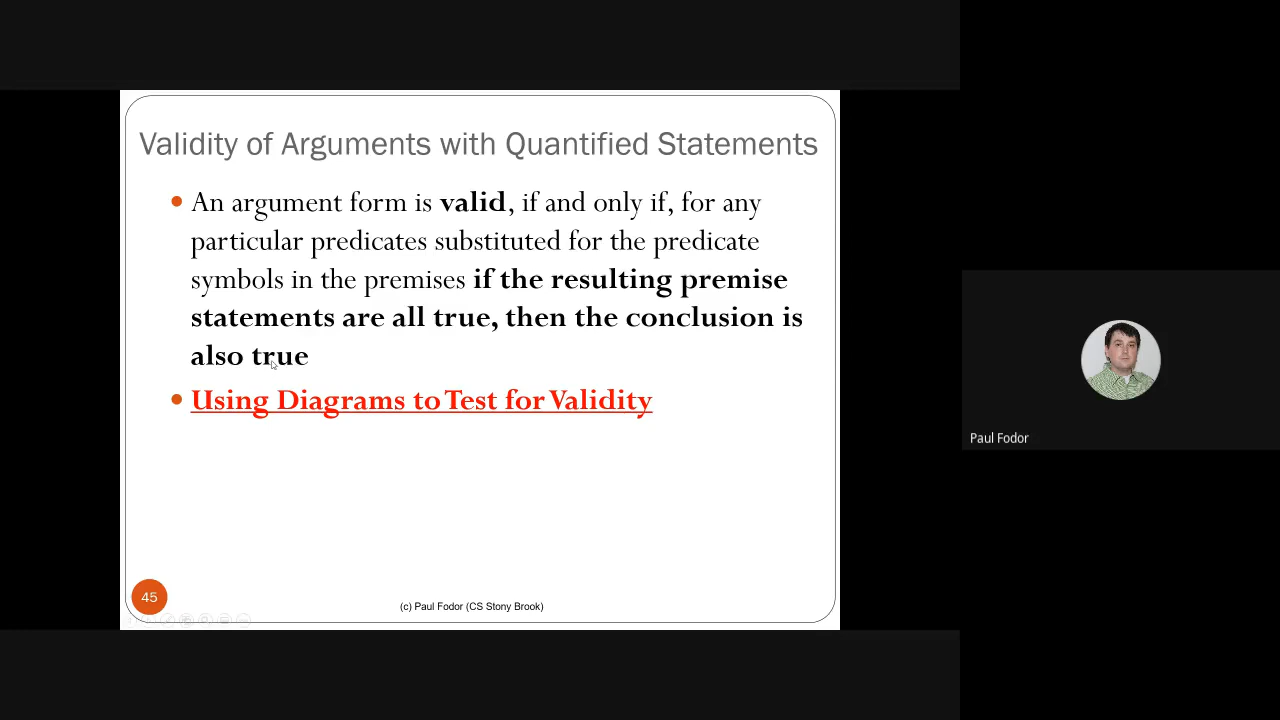 Validity of Arguments with Quantified Statements
• An argument form is valid, if and only if, for any
particular predicates substituted for the predicate
symbols in the premises if the resulting premise
statements are all true, then the conclusion is
also true
• Using Diagrams to Test for Validity
45
(c) Paul Fodor (CS Stony Brook)
Paul Fodor